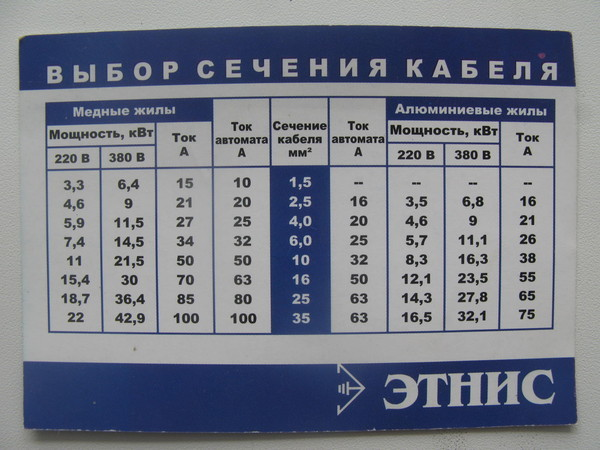 ВЫБОР СЕЧЕНИЯ КАБЕЛЯ
Медные жилы Алюминиевые жилы
Мощность, кВт Ток А Ток автомата А Сечение кабеля мм² Ток автомата А Мощность, кВт Ток А
220 В 380 В 220 В 380 В
3,3 6,4 15 10 1,5 -- -- -- --
4,6 9 21 20 2,5 16 3,5 6,8 16
5,9 11,5 27 25 4,0 20 4,6 9 21
7,4 14,5 34 32 6,0 25 5,7 11,1 26
11 21,5 50 50 10 32 8,3 16,3 38
15,4 30 70 63 16 50 12,1 23,5 55
18,7 36,4 85 80 25 63 14,3 27,8 65
22 42,9 100 100 35 63 16,5 32,1 75
ЭТНИС